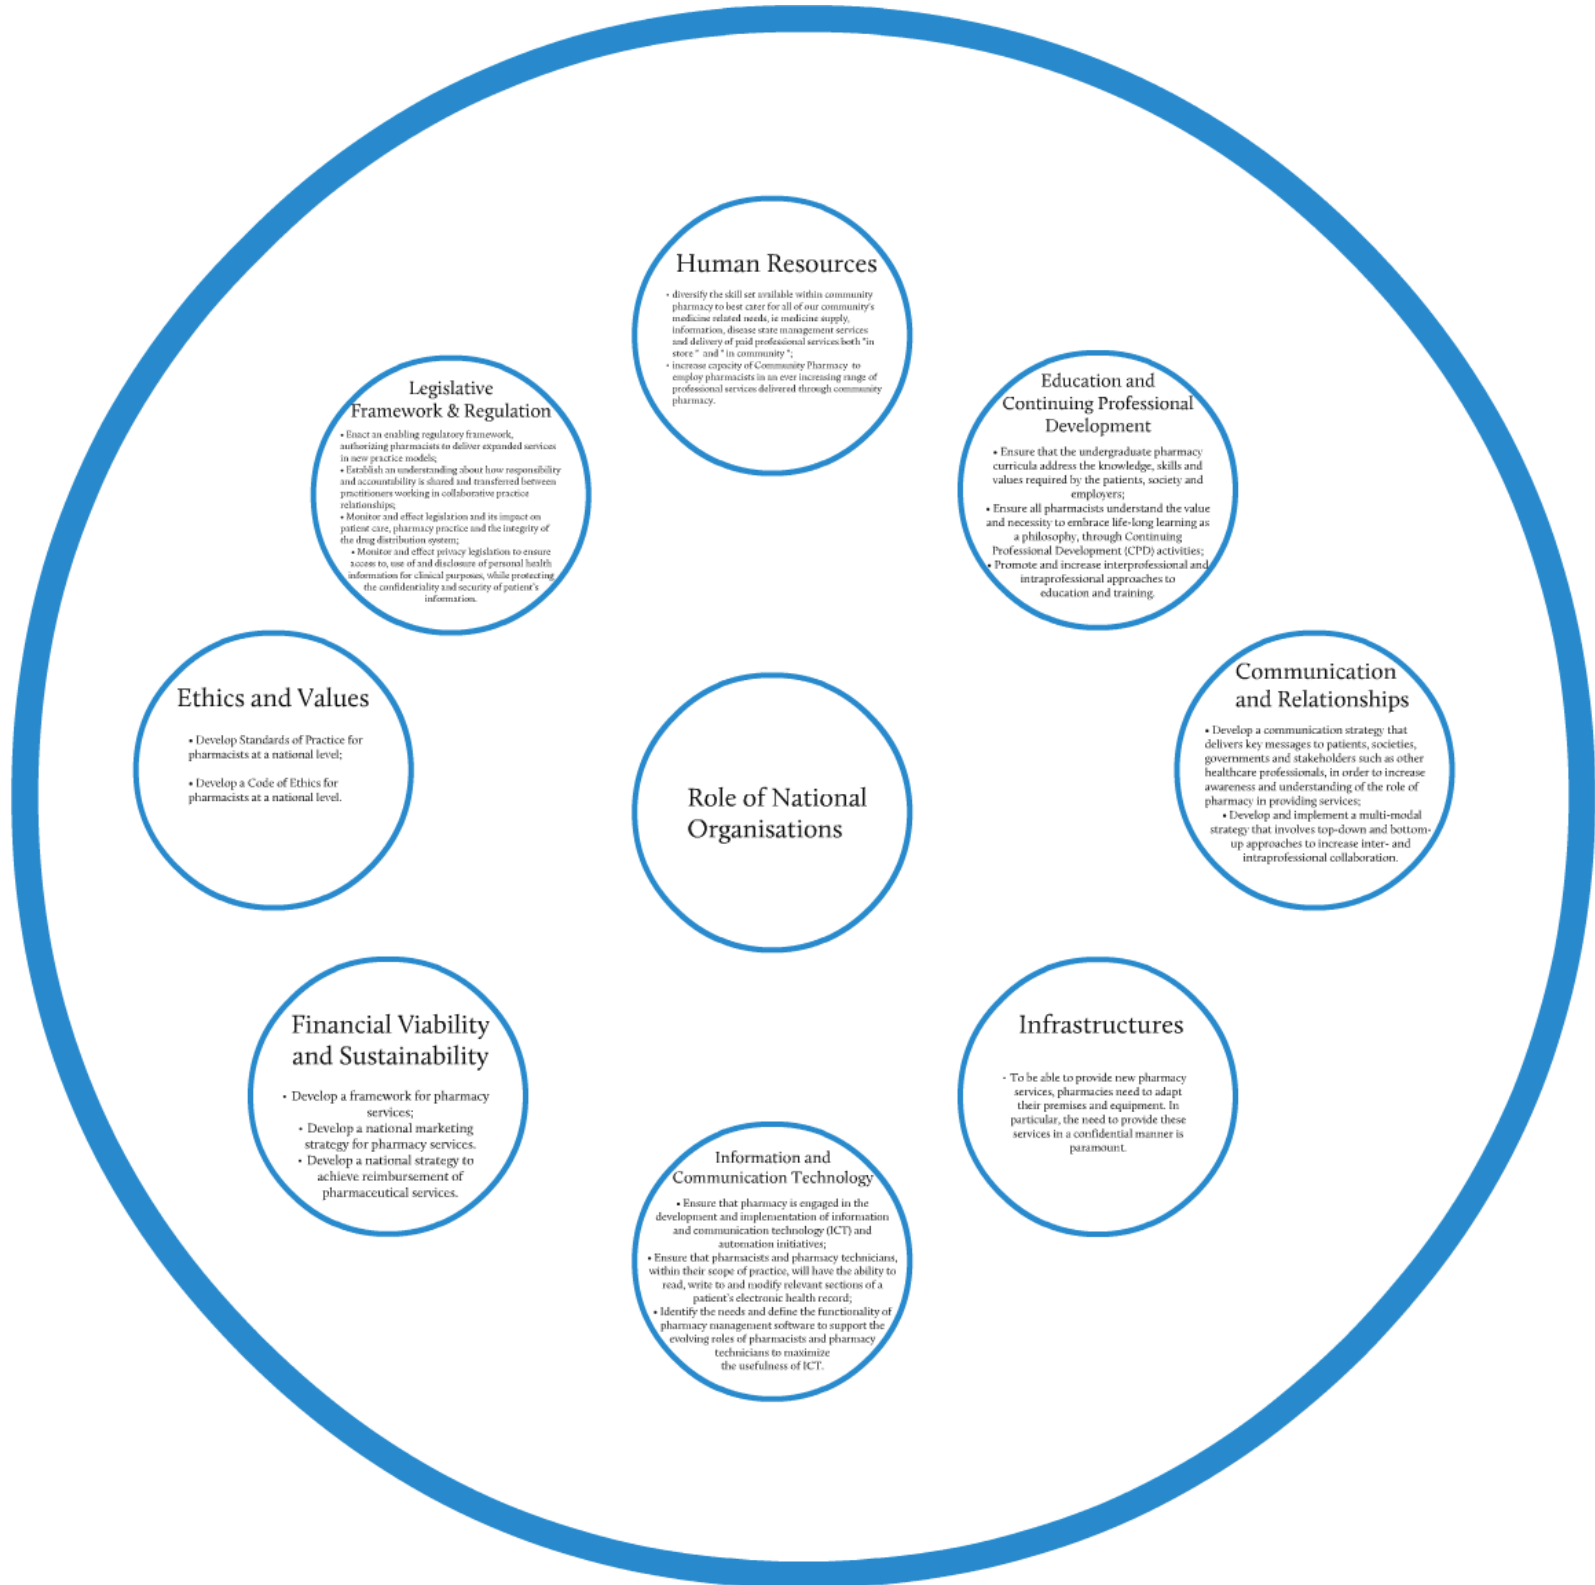 Human Resources
• diversify the skill set available within community
pharmacy to best cater for all of our community's
medicine related needs, ie medicine supply,
information, disease state management services
and delivery of paid professional services both "in
store " and " in community ";
• increase capacity of Community Pharmacy to
employ pharmacists in an ever increasing range of
professional services delivered through community
pharmacy.
Legislative
Framework & Regulation
• Enact an enabling regulatory framework,
authorizing pharmacists to deliver expanded services
in new practice models;
• Establish an understanding about how responsibility
and accountability is shared and transferred between
practitioners working in collaborative practice
relationships;
• Monitor and effect legislation and its impact on
patient care, pharmacy practice and the integrity of
the drug distribution system;
• Monitor and effect privacy legislation to ensure
access to, use of and disclosure of personal health
information for clinical purposes, while protecting
the confidentiality and security of patient's
information.
Education and
Continuing Professional
Development
• Ensure that the undergraduate pharmacy
curricula address the knowledge, skills and
values required by the patients, society and
employers;
• Ensure all pharmacists understand the value
and necessity to embrace life-long learning as
a philosophy, through Continuing
Professional Development (CPD) activities;
• Promote and increase interprofessional and
intraprofessional approaches to
education and training.
Ethics and Values
• Develop Standards of Practice for
pharmacists at a national level;
• Develop a Code of Ethics for
pharmacists at a national level.
Role of National
Organisations
Communication
and Relationships
• Develop a communication strategy that
delivers key messages to patients, societies,
governments and stakeholders such as other
healthcare professionals, in order to increase
awareness and understanding of the role of
pharmacy in providing services;
• Develop and implement a multi-modal
strategy that involves top-down and bottom-
up approaches to increase inter- and
intraprofessional collaboration.
Financial Viability
and Sustainability
• Develop a framework for pharmacy
services;
• Develop a national marketing
strategy for pharmacy services.
• Develop a national strategy to
achieve reimbursement of
pharmaceutical services.
Infrastructures
• To be able to provide new pharmacy
services, pharmacies need to adapt
their premises and equipment. In
particular, the need to provide these
services in a confidential manner is
paramount.
Information and
Communication Technology
• Ensure that pharmacy is engaged in the
development and implementation of information
and communication technology (ICT) and
automation initiatives;
• Ensure that pharmacists and pharmacy technicians,
within their scope of practice, will have the ability to
read, write to and modify relevant sections of a
patient's electronic health record;
• Identify the needs and define the functionality of
pharmacy management software to support the
evolving roles of pharmacists and pharmacy
technicians to maximize
the usefulness of ICT.